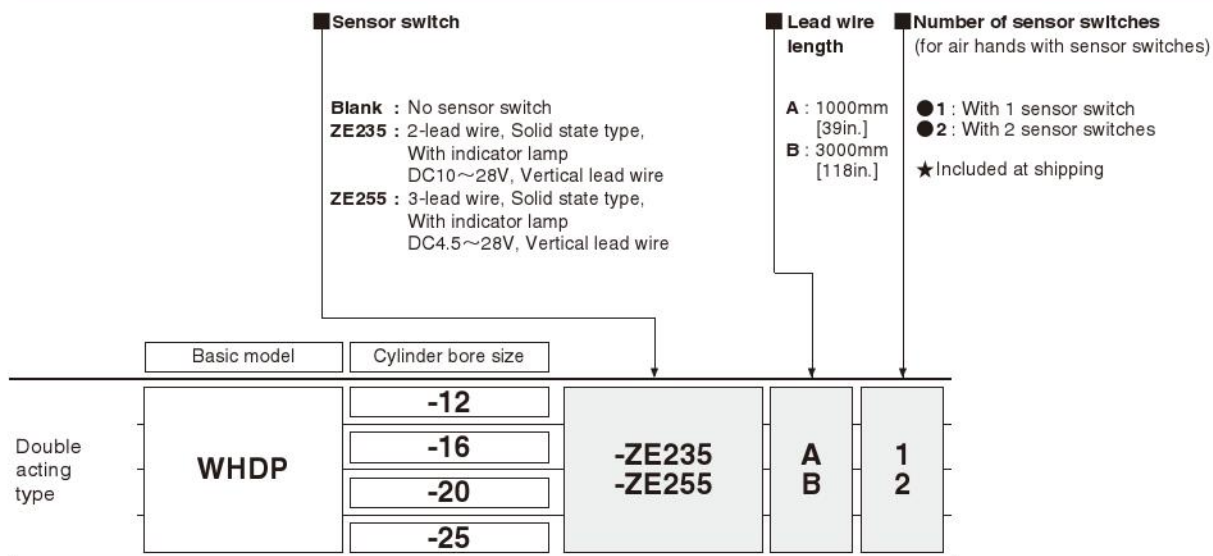 ■Sensor switch
Blank : No sensor switch
ZE235 : 2-lead wire, Solid state type,
With indicator lamp
DC10～28V, Vertical lead wire
ZE255 : 3-lead wire, Solid state type,
With indicator lamp
DC4.5～28V, Vertical lead wire
■Lead wire
length
A : 1000mm
[39in.]
B : 3000mm
[118in.]
■Number of sensor switches
(for air hands with sensor switches)
●1 : With 1 sensor switch
●2 : With 2 sensor switches
★Included at shipping
Basic model
Cylinder bore size
Double
acting
type
WHDP
-12
-16
-20
-25
-ZE235
-ZE255
A
B
1
2